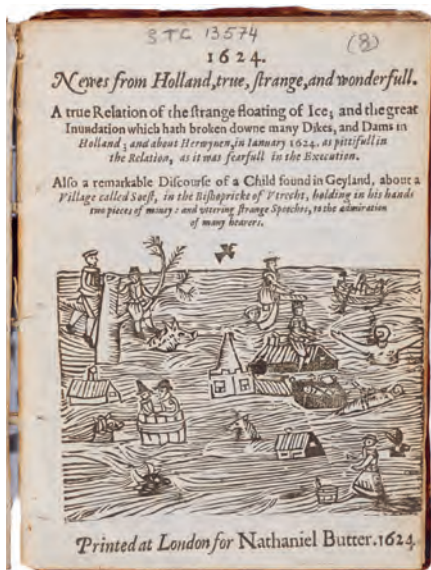 STC 13574
(8)
1624.
Newes from Holland, true, ſtrange, and wonderfull.
A true Relation of the ſtrange floating of Ice; and the great
Inundation which hath broken downe many Dikes, and Dams in
Holland; and about Herwynen, in Ianuary 1624. as pittifull in
the Relation, as it was fearfull in the Execution.
Alſo a remarkable Diſcourſe of a Child found in Geyland, about a
Village called Soeſt, in the Biſhopricke of Vtrecht, holding in his hands
two pieces of money: and vttering ſtrange Speeches, to the admiration
of many hearers.
Printed at London for Nathaniel Butter. 1624